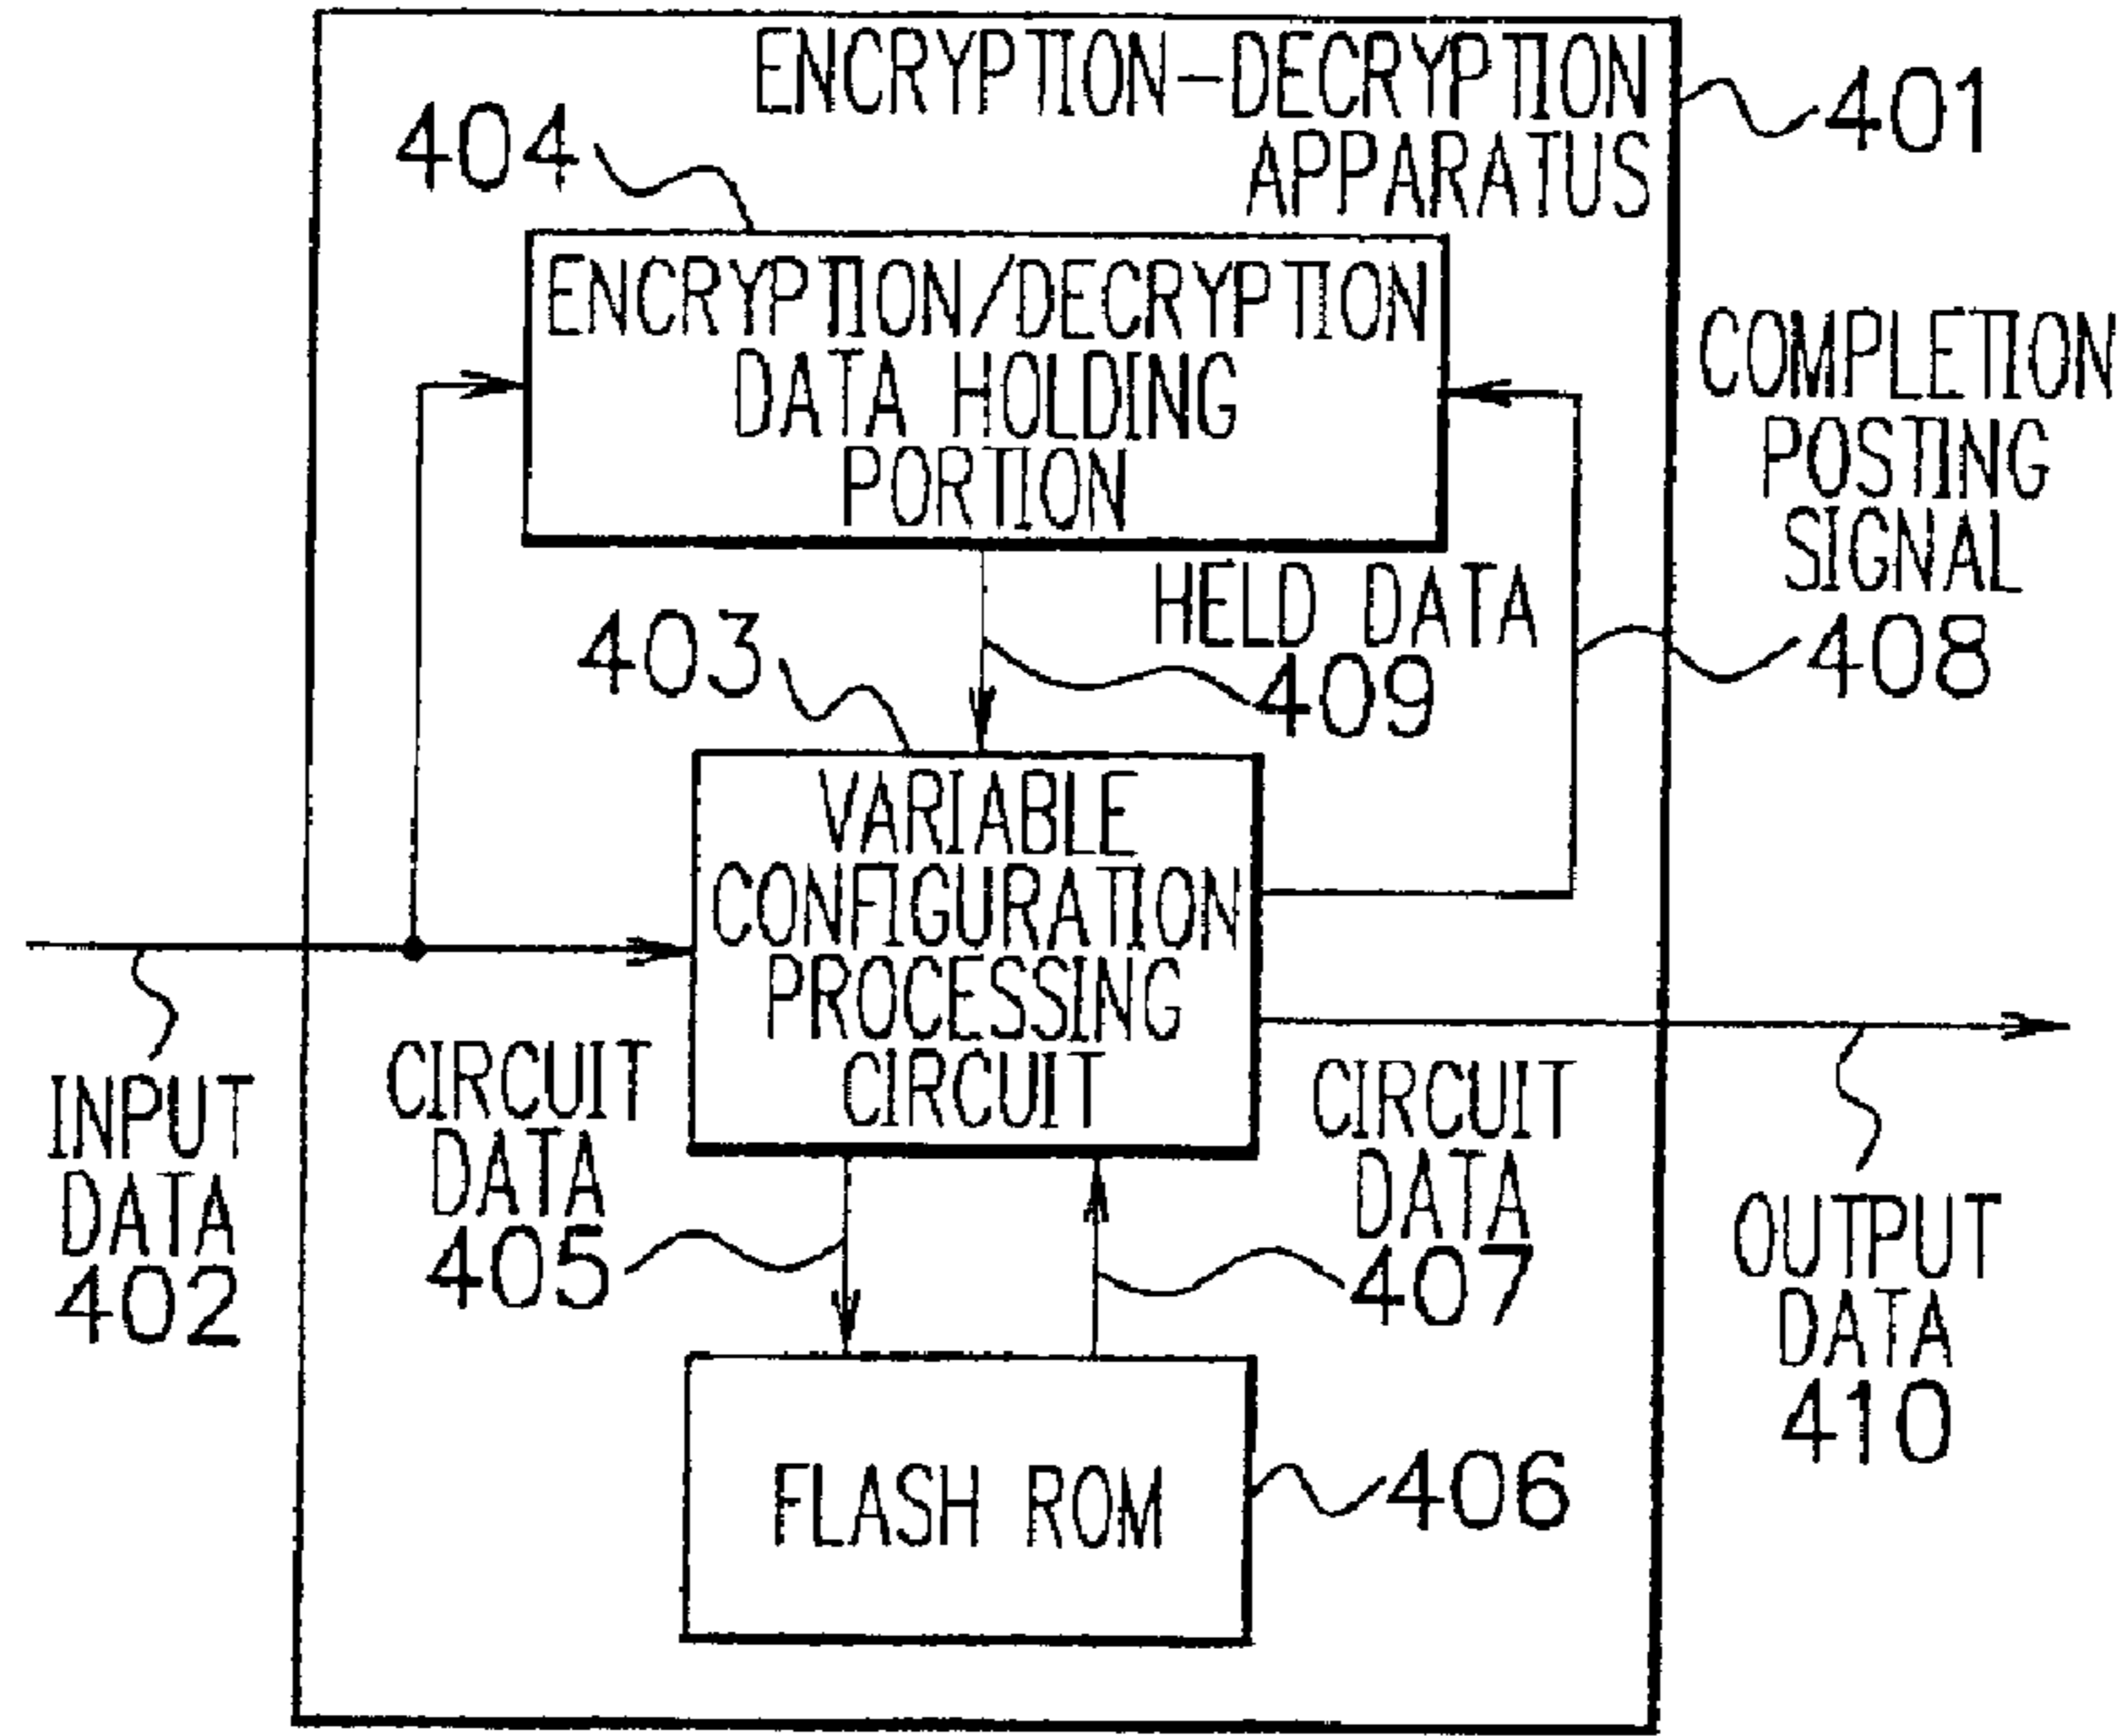 ENCRYPTION-DECRYPTION
APPARATUS
401
404
ENCRYPTION/DECRYPTION
DATA HOLDING
PORTION
COMPLETION
POSTING
SIGNAL
408
HELD DATA
409
403
VARIABLE
CONFIGURATION
PROCESSING
CIRCUIT
INPUT
DATA
402
CIRCUIT
DATA
405
CIRCUIT
DATA
407
OUTPUT
DATA
410
FLASH ROM
406